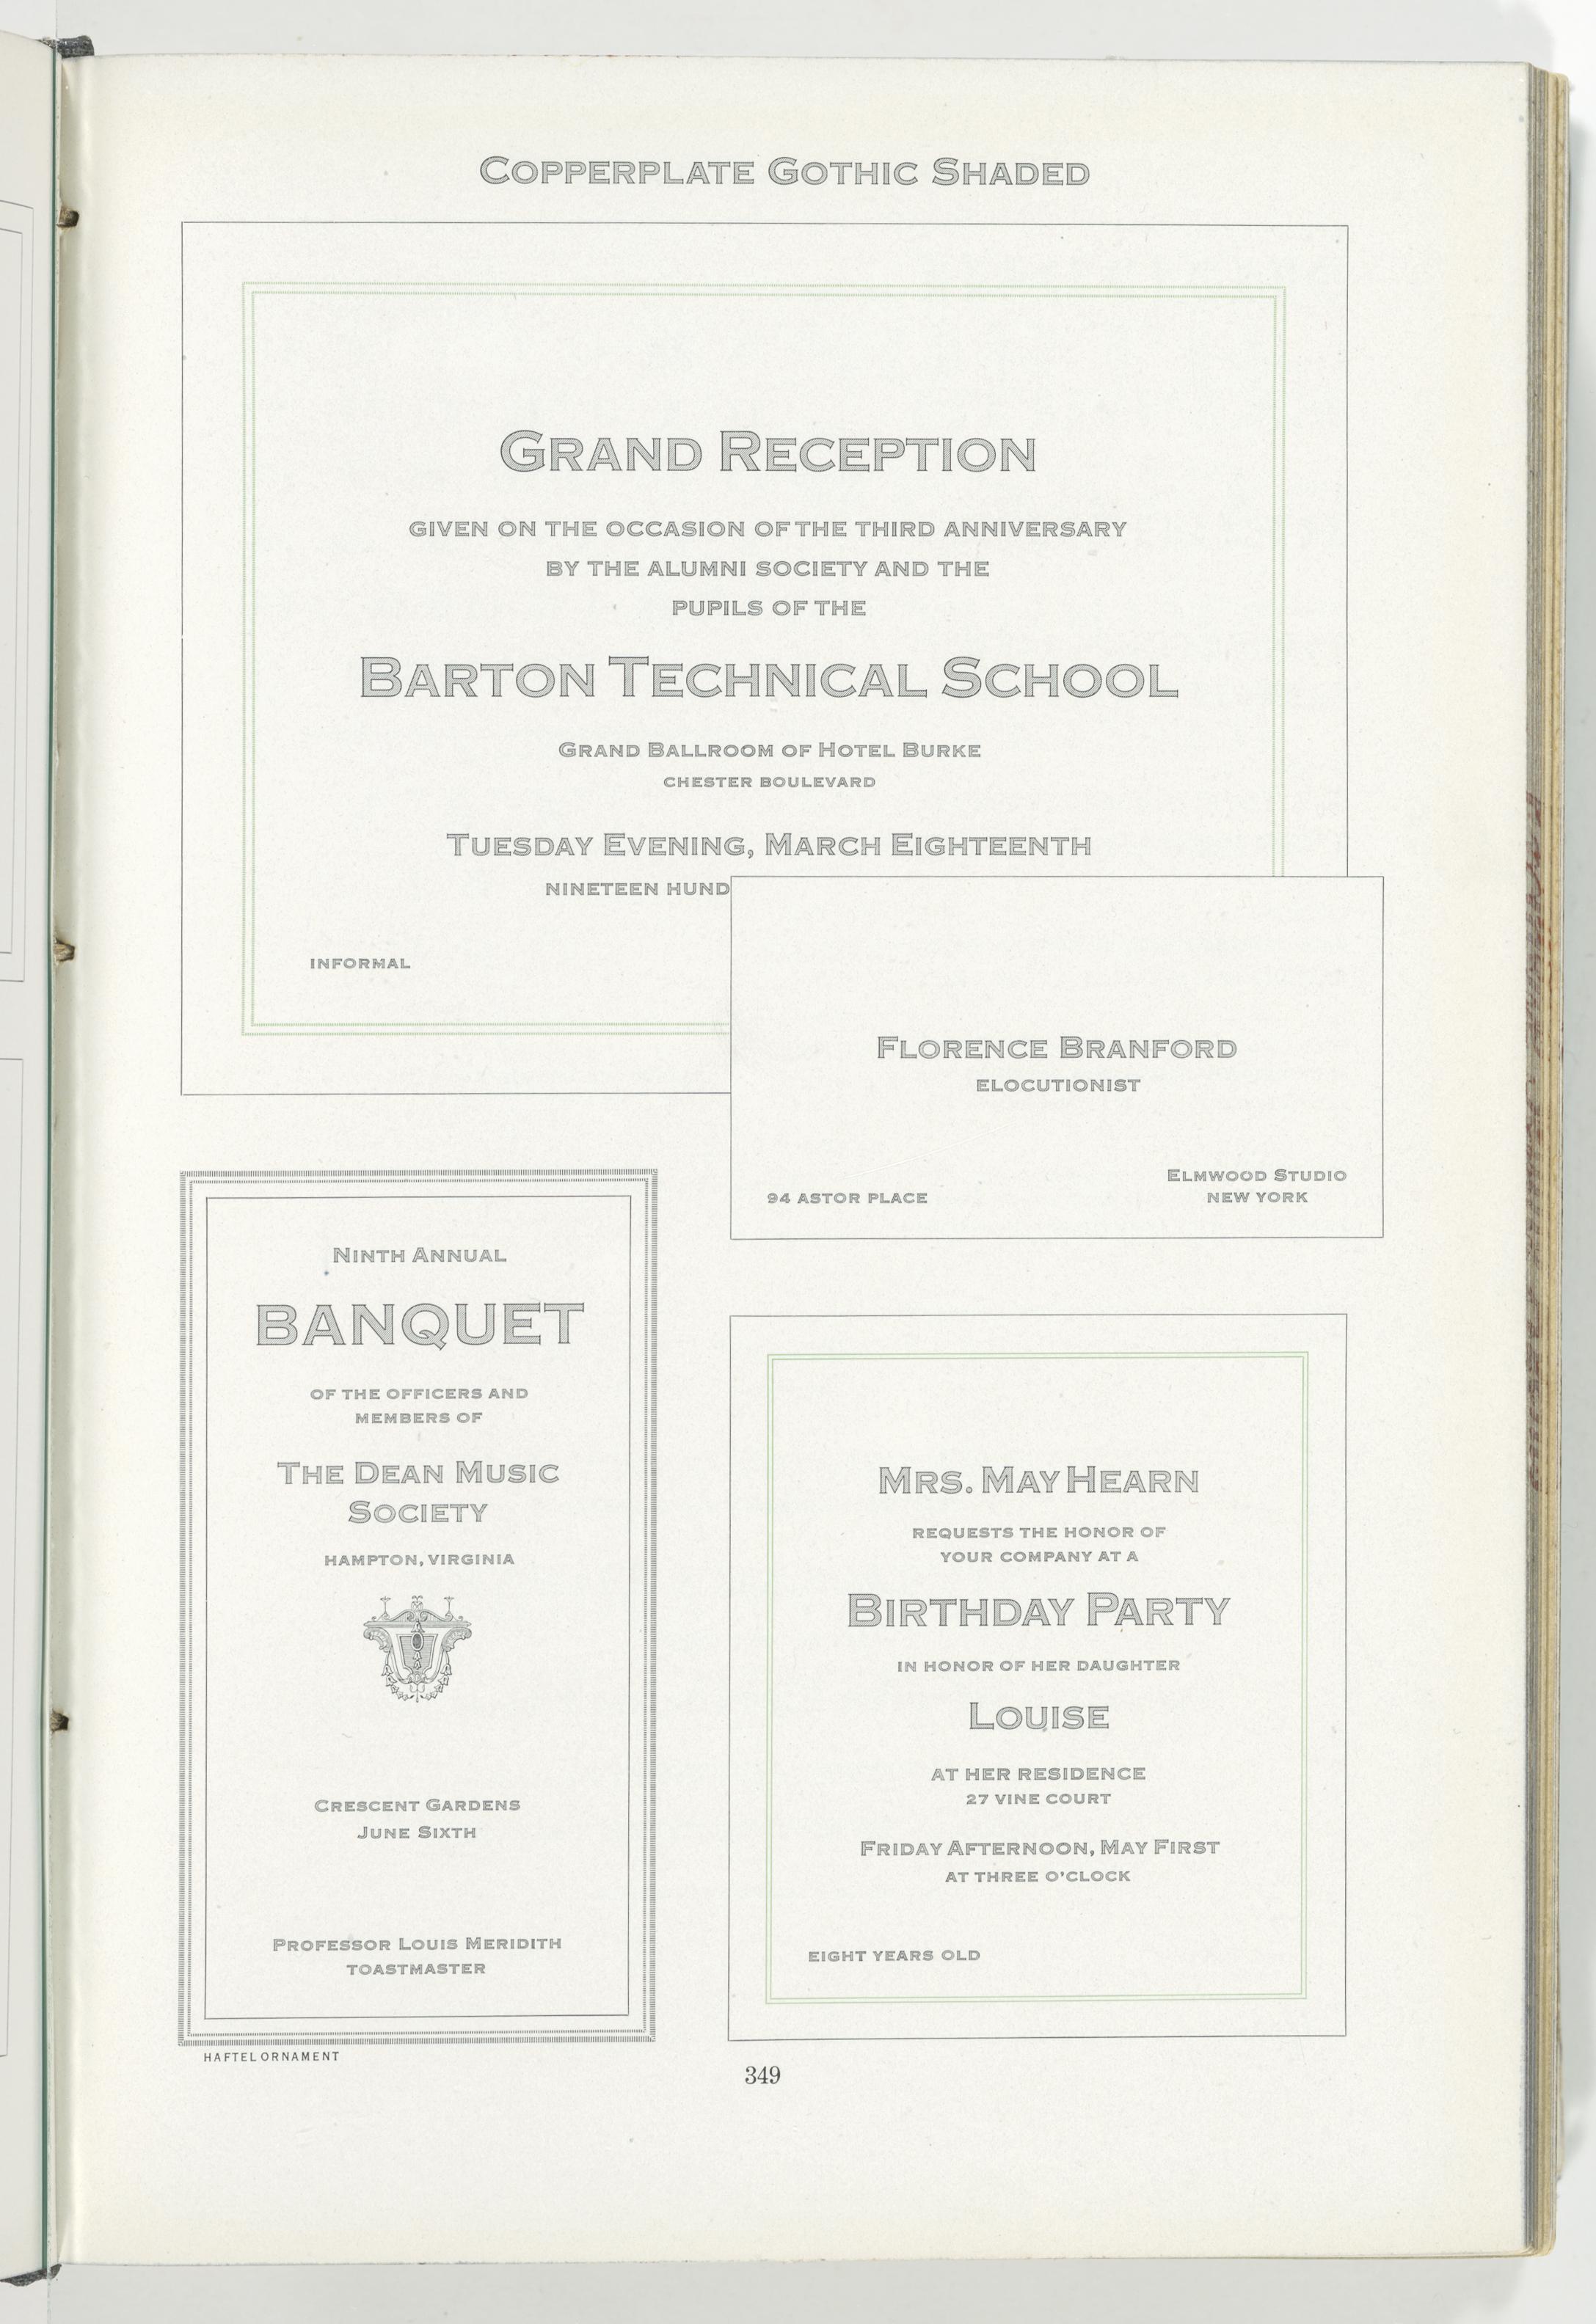 COPPERPLATE GOTHIC SHADED
GRAND RECEPTION
GIVEN ON THE OCCASION OF THE THIRD ANNIVERSARY
BY THE ALUMNI SOCIETY AND THE
PUPILS OF THE
BARTON TECHNICAL SCHOOL
GRAND BALLROOM OF HOTEL BURKE
CHESTER BOULEVARD
TUESDAY EVENING, MARCH EIGHTEENTH
NINETEEN HUND
INFORMAL
FLORENCE BRANFORD
ELOCUTIONIST
94 ASTOR PLACE
ELMWOOD STUDIO
NEW YORK
NINTH ANNUAL
BANQUET
OF THE OFFICERS AND
MEMBERS OF
THE DEAN MUSIC
SOCIETY
HAMPTON, VIRGINIA
CRESCENT GARDENS
JUNE SIXTH
PROFESSOR LOUIS MERIDITH
TOASTMASTER
HAFTEL ORNAMENT
MRS. MAY HEARN
REQUESTS THE HONOR OF
YOUR COMPANY AT A
BIRTHDAY PARTY
IN HONOR OF HER DAUGHTER
LOUISE
AT HER RESIDENCE
27 VINE COURT
FRIDAY AFTERNOON, MAY FIRST
AT THREE O'CLOCK
EIGHT YEARS OLD
349